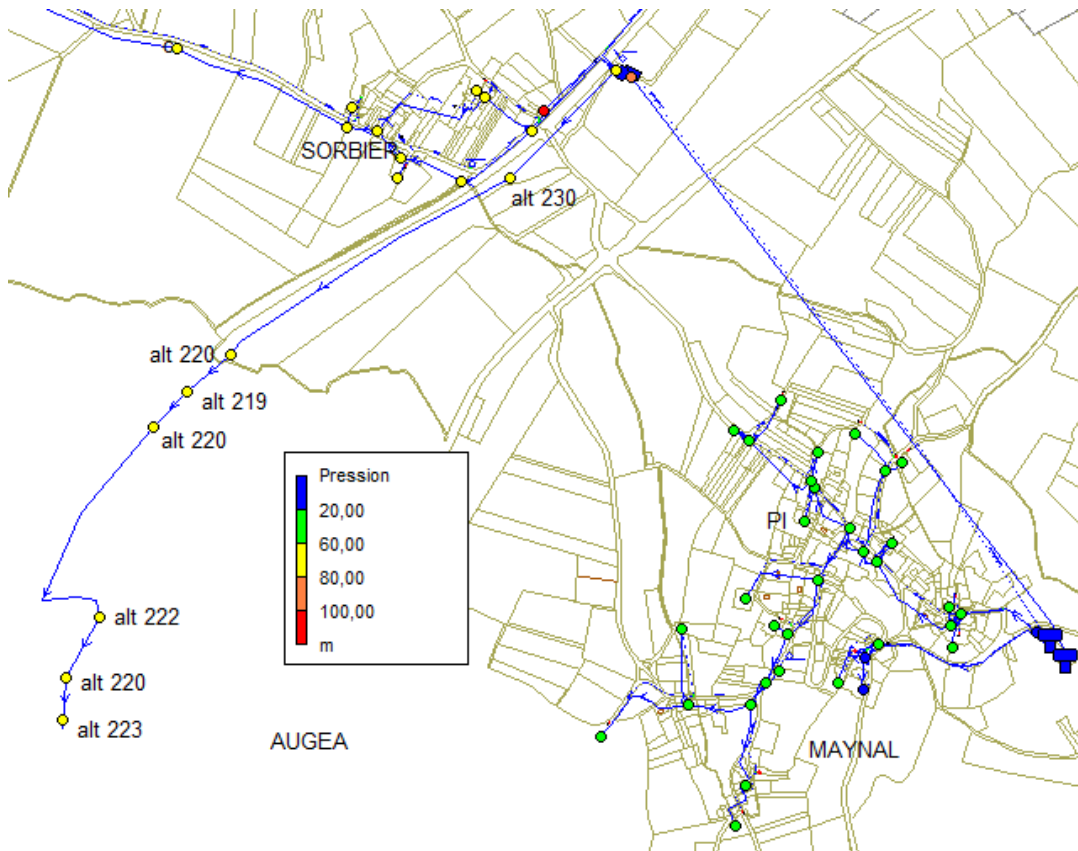 SORBIER
alt 230
alt 220
alt 219
alt 220
Pression
20,00
60,00
80,00
100,00
m
PI
alt 222
alt 220
alt 223
AUGEA
MAYNAL